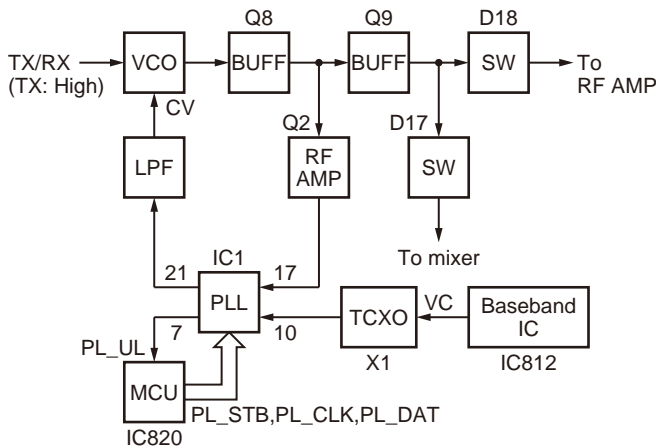 Q8
Q9
D18
TX/RX
(TX: High)
VCO
BUFF
BUFF
SW
To
RF AMP
CV
Q2
D17
LPF
RF
AMP
SW
IC1
To mixer
21
17
PLL
7
10
TCXO
VC
Baseband
IC
PL_UL
X1
IC812
MCU
PL_STB,PL_CLK,PL_DAT
IC820